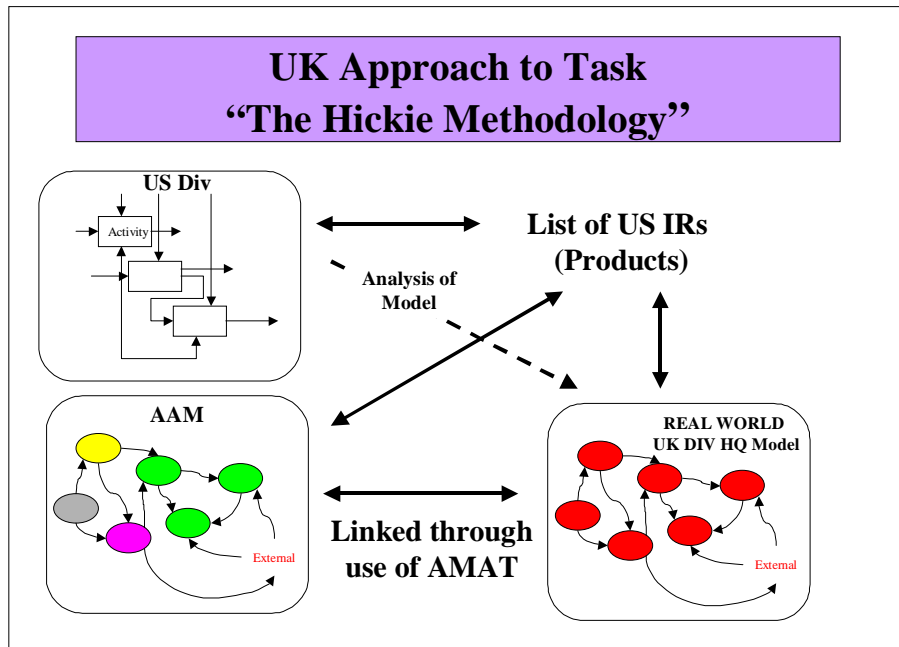 UK Approach to Task
“The Hickie Methodology”
US Div
Activity
List of US IRs
(Products)
Analysis of
Model
AAM
External
Linked through
use of AMAT
REAL WORLD
UK DIV HQ Model
External